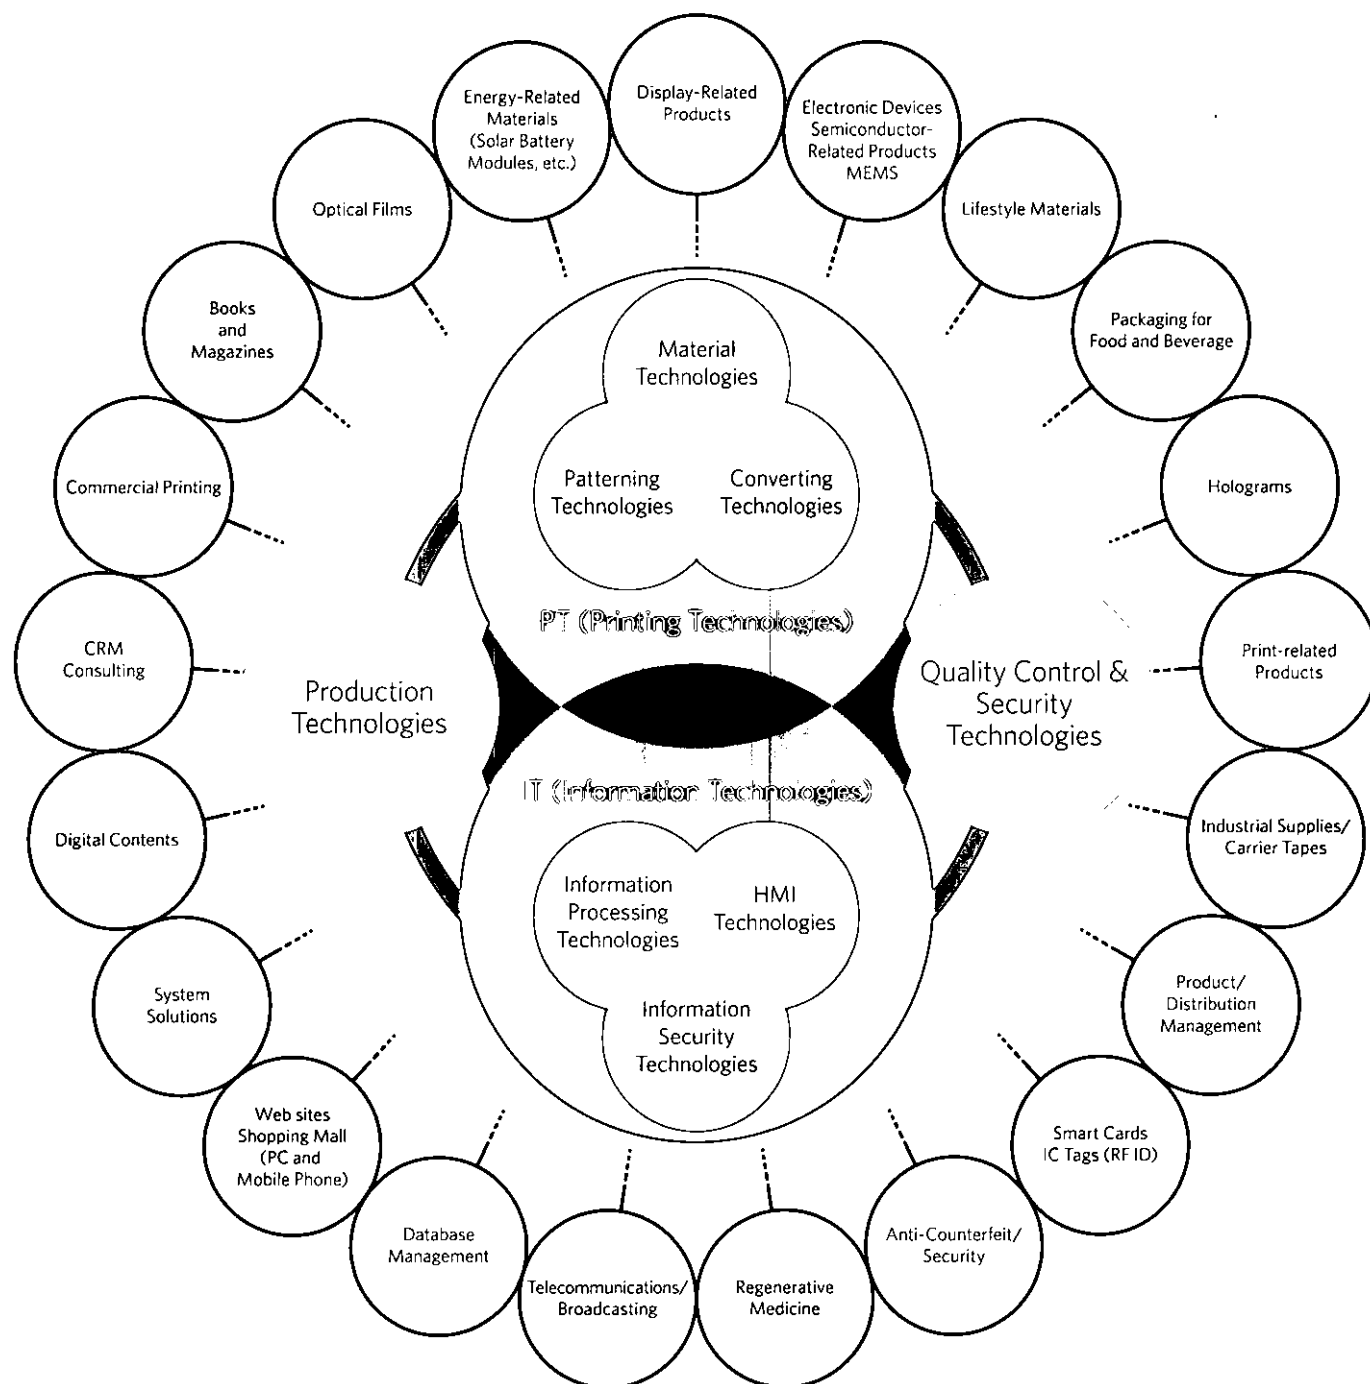 Display-Related
Products
Energy-Related
Materials
(Solar Battery
Modules, etc.)
Electronic Devices
Semiconductor-
Related Products
MEMS
Optical Films
Lifestyle Materials
Books
and
Magazines
Packaging for
Food and Beverage
Commercial Printing
Holograms
CRM
Consulting
Print-related
Products
Digital Contents
Industrial Supplies/
Carrier Tapes
System
Solutions
Product/
Distribution
Management
Web sites
Shopping Mall
(PC and
Mobile Phone)
Smart Cards
IC Tags (RF ID)
Database
Management
Anti-Counterfeit/
Security
Telecommunications/
Broadcasting
Regenerative
Medicine
Material
Technologies
Patterning
Technologies
Converting
Technologies
PT (Printing Technologies)
Production
Technologies
Quality Control &
Security
Technologies
IT (Information Technologies)
Information
Processing
Technologies
HMI
Technologies
Information
Security
Technologies